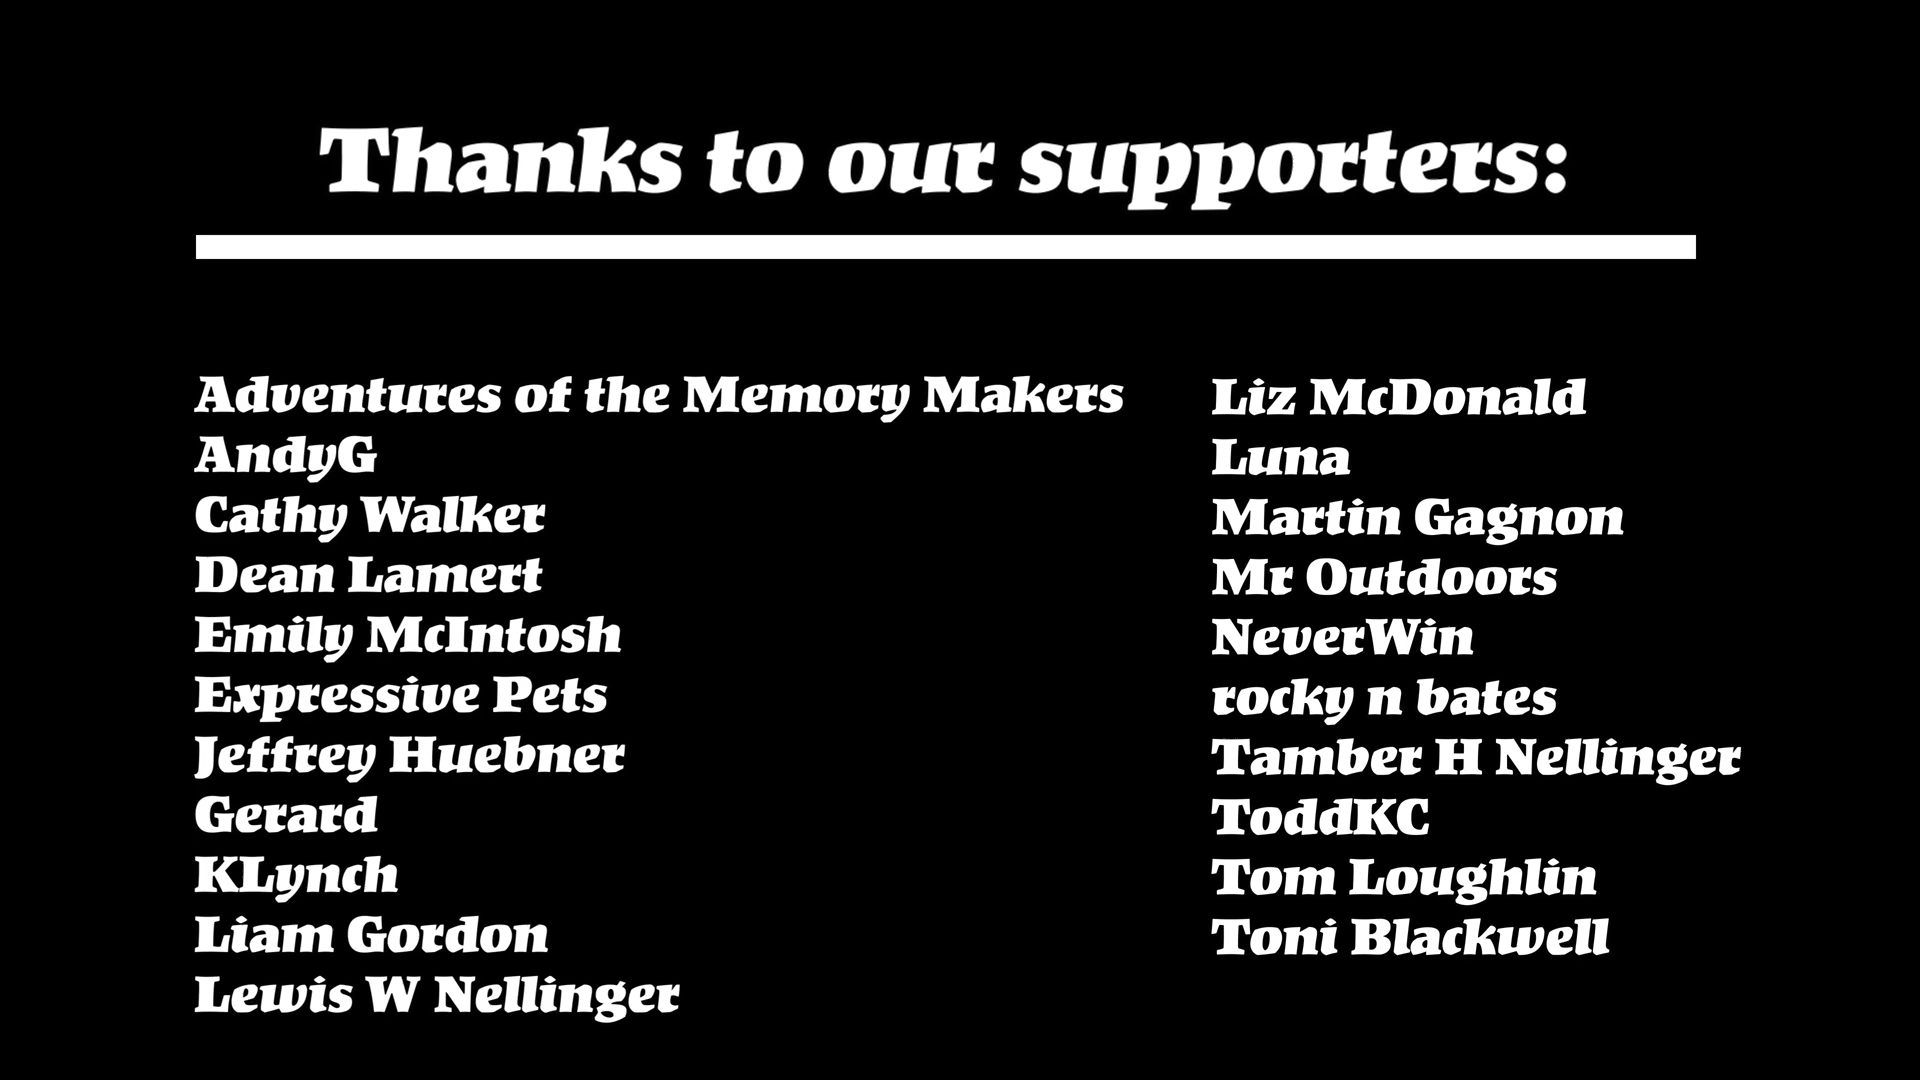 Thanks to our supporters:
Adventures of the Memory Makers
AndyG
Cathy Walker
Dean Lamert
Emily McIntosh
Expressive Pets
Jeffrey Huebner
Gerard
KLynch
Liam Gordon
Lewis W Nellinger
Liz McDonald
Luna
Martin Gagnon
Mr Outdoors
NeverWin
rocky n bates
Tamber H Nellinger
ToddKC
Tom Loughlin
Toni Blackwell